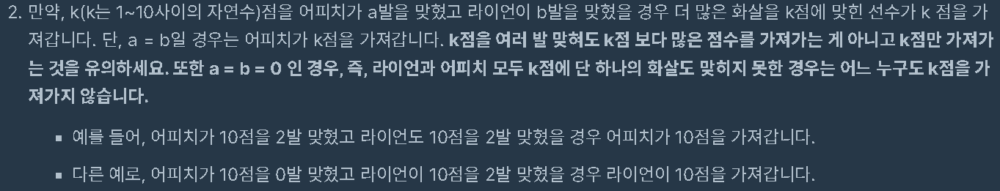 2. 만약, k(k는 1~10사이의 자연수)점을 어피치가 a발을 맞혔고 라이언이 b발을 맞혔을 경우 더 많은 화살을 k점에 맞힌 선수가 k 점을 가
져갑니다. 단, a = b일 경우는 어피치가 k점을 가져갑니다. k점을 여러 발 맞혀도 k점 보다 많은 점수를 가져가는 게 아니고 k점만 가져가
는 것을 유의하세요. 또한 a = b = 0 인 경우, 즉, 라이언과 어피치 모두 k점에 단 하나의 화살도 맞히지 못한 경우는 어느 누구도 k점을 가
져가지 않습니다.
▪ 예를 들어, 어피치가 10점을 2발 맞혔고 라이언도 10점을 2발 맞혔을 경우 어피치가 10점을 가져갑니다.
▪ 다른 예로, 어피치가 10점을 0발 맞혔고 라이언이 10점을 2발 맞혔을 경우 라이언이 10점을 가져갑니다.